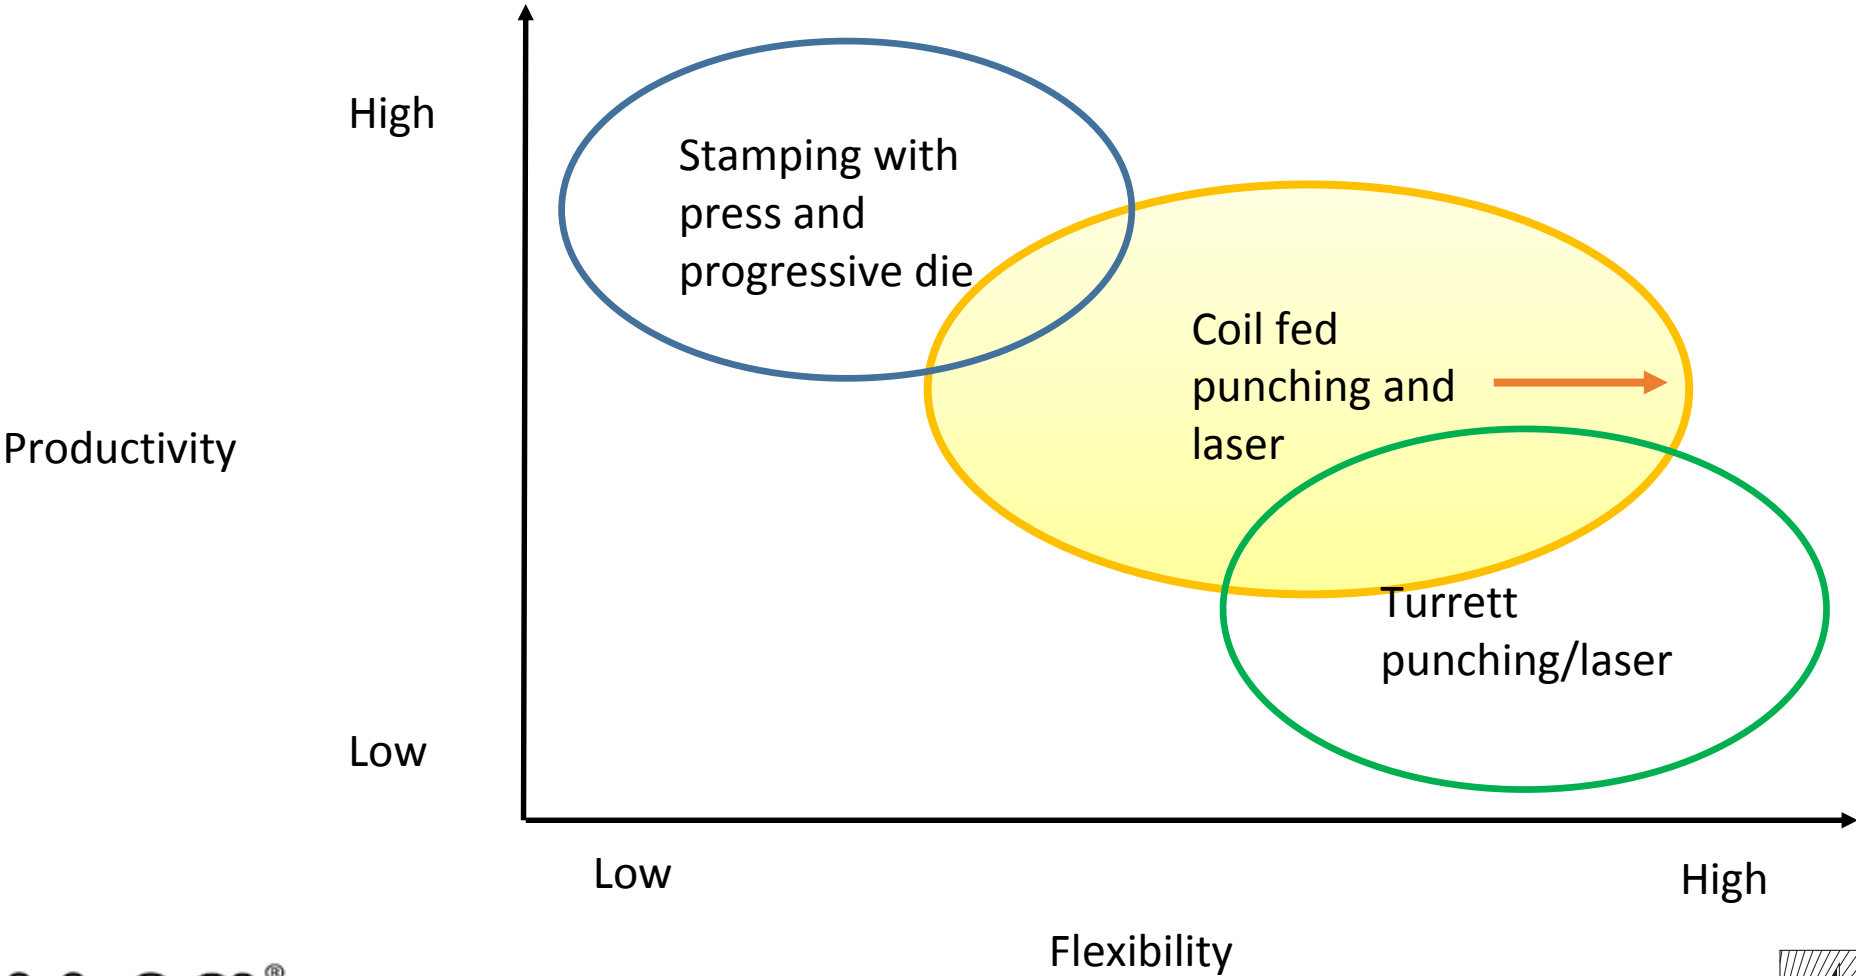 High
Stamping with
press and
progressive die
Coil fed
punching and
laser
Productivity
Turrett
punching/laser
Low
Low
High
Flexibility
®